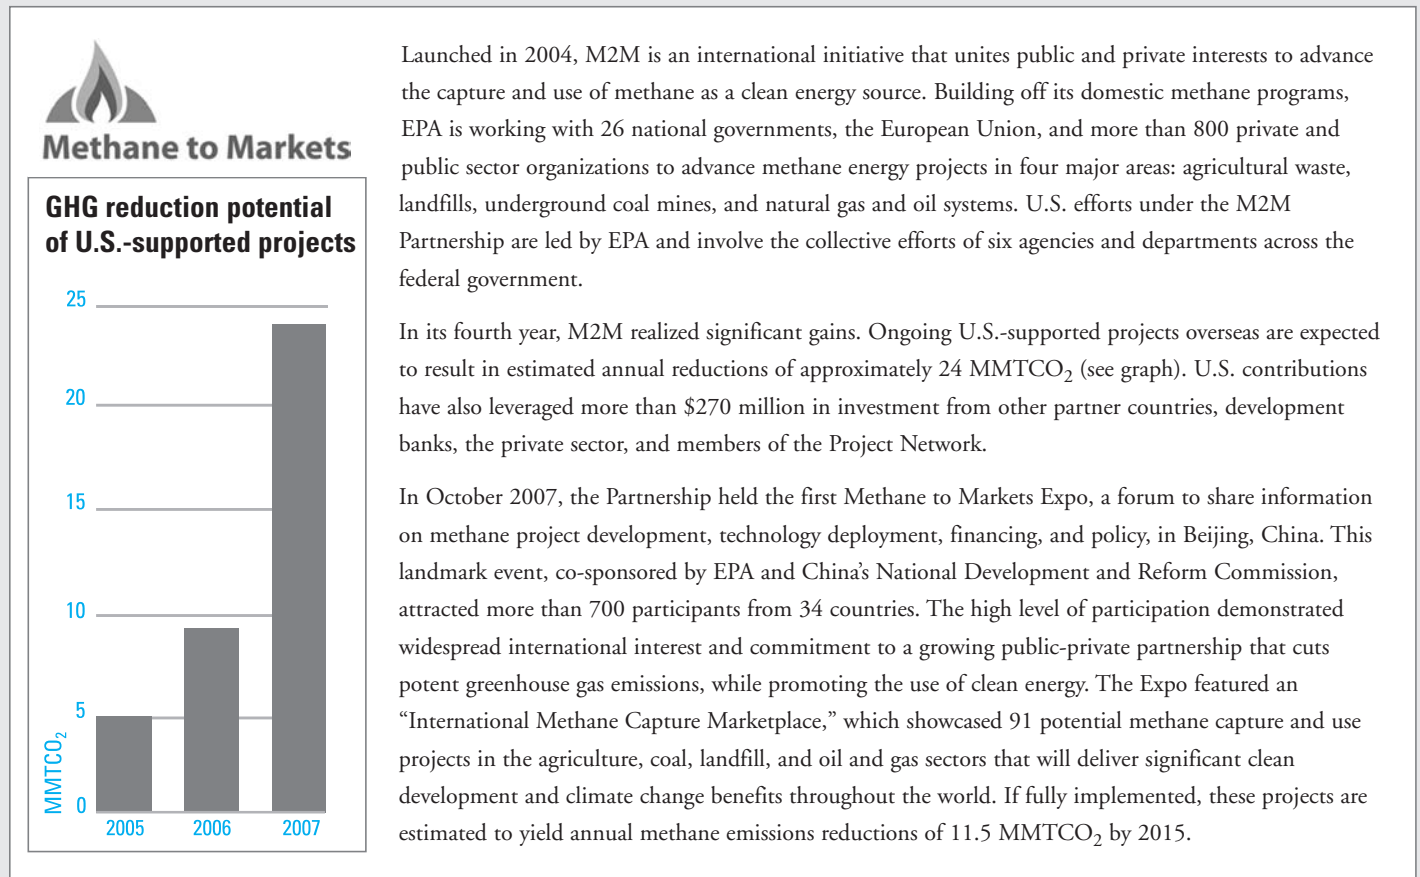 Methane to Markets
GHG reduction potential
of U.S.-supported projects
25
20
15
10
5
0
MMTCO2
2005 2006 2007
Launched in 2004, M2M is an international initiative that unites public and private interests to advance
the capture and use of methane as a clean energy source. Building off its domestic methane programs,
EPA is working with 26 national governments, the European Union, and more than 800 private and
public sector organizations to advance methane energy projects in four major areas: agricultural waste,
landfills, underground coal mines, and natural gas and oil systems. U.S. efforts under the M2M
Partnership are led by EPA and involve the collective efforts of six agencies and departments across the
federal government.
In its fourth year, M2M realized significant gains. Ongoing U.S.-supported projects overseas are expected
to result in estimated annual reductions of approximately 24 MMTCO2 (see graph). U.S. contributions
have also leveraged more than $270 million in investment from other partner countries, development
banks, the private sector, and members of the Project Network.
In October 2007, the Partnership held the first Methane to Markets Expo, a forum to share information
on methane project development, technology deployment, financing, and policy, in Beijing, China. This
landmark event, co-sponsored by EPA and China’s National Development and Reform Commission,
attracted more than 700 participants from 34 countries. The high level of participation demonstrated
widespread international interest and commitment to a growing public-private partnership that cuts
potent greenhouse gas emissions, while promoting the use of clean energy. The Expo featured an
“International Methane Capture Marketplace,” which showcased 91 potential methane capture and use
projects in the agriculture, coal, landfill, and oil and gas sectors that will deliver significant clean
development and climate change benefits throughout the world. If fully implemented, these projects are
estimated to yield annual methane emissions reductions of 11.5 MMTCO2 by 2015.